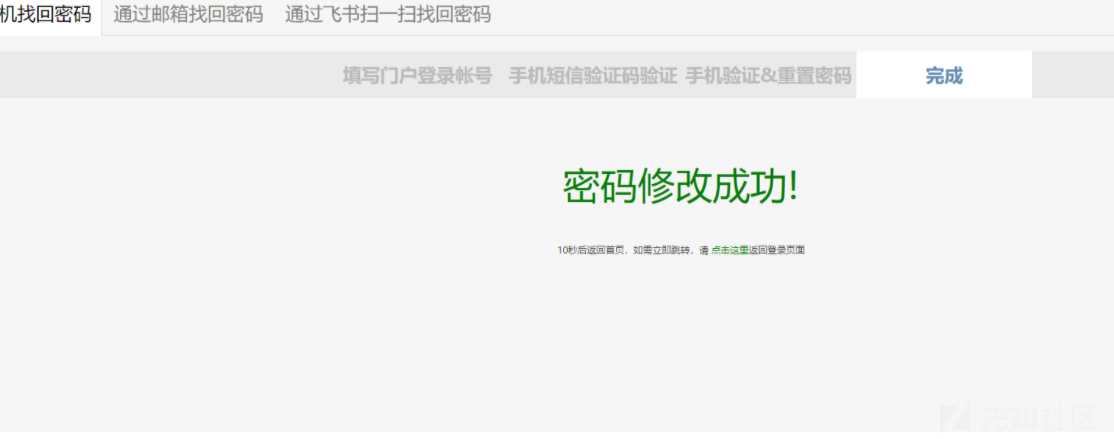 机找回密码 通过邮箱找回密码 通过飞书扫一扫找回密码
填写门户登录帐号 手机短信验证码验证 手机验证&重置密码 完成
密码修改成功!
10秒后返回首页，如需立即跳转，请 点击这里返回登录页面
先知社区